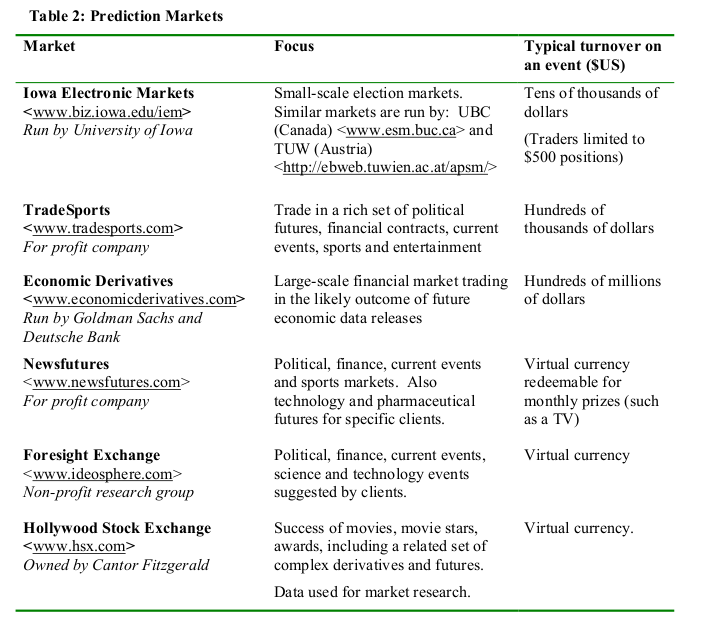 Table 2: Prediction Markets
Market
Focus
Typical turnover on
an event ($US)
Iowa Electronic Markets
<www.biz.iowa.edu/iem>
Run by University of Iowa
Small-scale election markets.
Similar markets are run by:  UBC
(Canada) <www.esm.buc.ca> and
TUW (Austria)
<http://ebweb.tuwien.ac.at/apsm/>
Tens of thousands of
dollars
(Traders limited to
$500 positions)
TradeSports
<www.tradesports.com>
For profit company
Trade in a rich set of political
futures, financial contracts, current
events, sports and entertainment
Hundreds of
thousands of dollars
Economic Derivatives
<www.economicderivatives.com>
Run by Goldman Sachs and
Deutsche Bank
Large-scale financial market trading
in the likely outcome of future
economic data releases
Hundreds of millions
of dollars
Newsfutures
<www.newsfutures.com>
For profit company
Political, finance, current events
and sports markets.  Also
technology and pharmaceutical
futures for specific clients.
Virtual currency
redeemable for
monthly prizes (such
as a TV)
Foresight Exchange
<www.ideosphere.com>
Non-profit research group
Political, finance, current events,
science and technology events
suggested by clients.
Virtual currency
Hollywood Stock Exchange
<www.hsx.com>
Owned by Cantor Fitzgerald
Success of movies, movie stars,
awards, including a related set of
complex derivatives and futures.
Data used for market research.
Virtual currency.